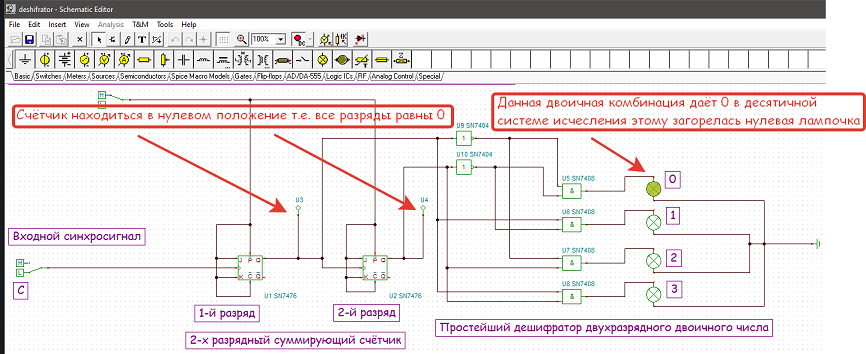 deshifrator - Schematic Editor
File Edit Insert View Analysis T&M Tools Help
100%
DC
Basic Switches Meters Sources Semiconductors Spice Macro Models Gates Flip-flops AD/DA-555 Logic ICs RF Analog Control Special
H
L
Счётчик находиться в нулевом положение т.е. все разряды равны 0
Данная двоичная комбинация даёт 0 в десятичной
системе исчесления этому загорелась нулевая лампочка
U9 SN7404
1
U10 SN7404
1
U3
U4
U5 SN7408
&
0
U6 SN7408
&
1
U7 SN7408
&
2
U8 SN7408
&
3
Входной синхросигнал
H
L
C
J P Q
K C Q
U1 SN7476
J P Q
K C Q
U2 SN7476
1-й разряд
2-й разряд
2-х разрядный суммирующий счётчик
Простейший дешифратор двухразрядного двоичного числа